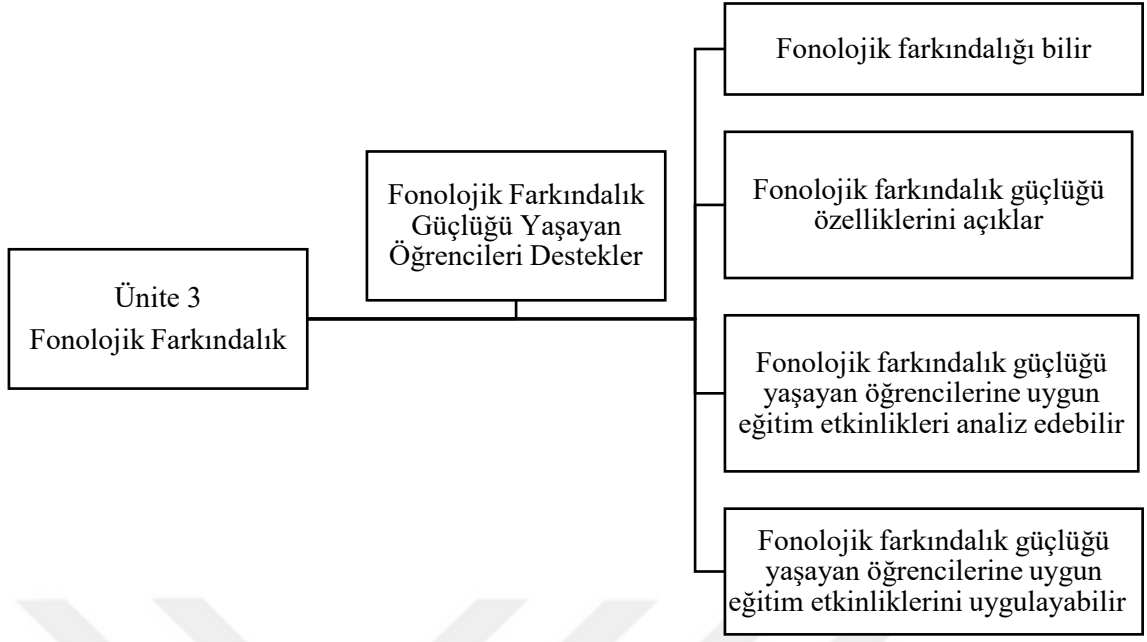 Ünite 3
Fonolojik Farkındalık
Fonolojik Farkındalık
Güçlüğü Yaşayan
Öğrencileri Destekler
Fonolojik farkındalığı bilir
Fonolojik farkındalık güçlüğü
özelliklerini açıklar
Fonolojik farkındalık güçlüğü
yaşayan öğrencilerine uygun
eğitim etkinlikleri analiz edebilir
Fonolojik farkındalık güçlüğü
yaşayan öğrencilerine uygun
eğitim etkinliklerini uygulayabilir